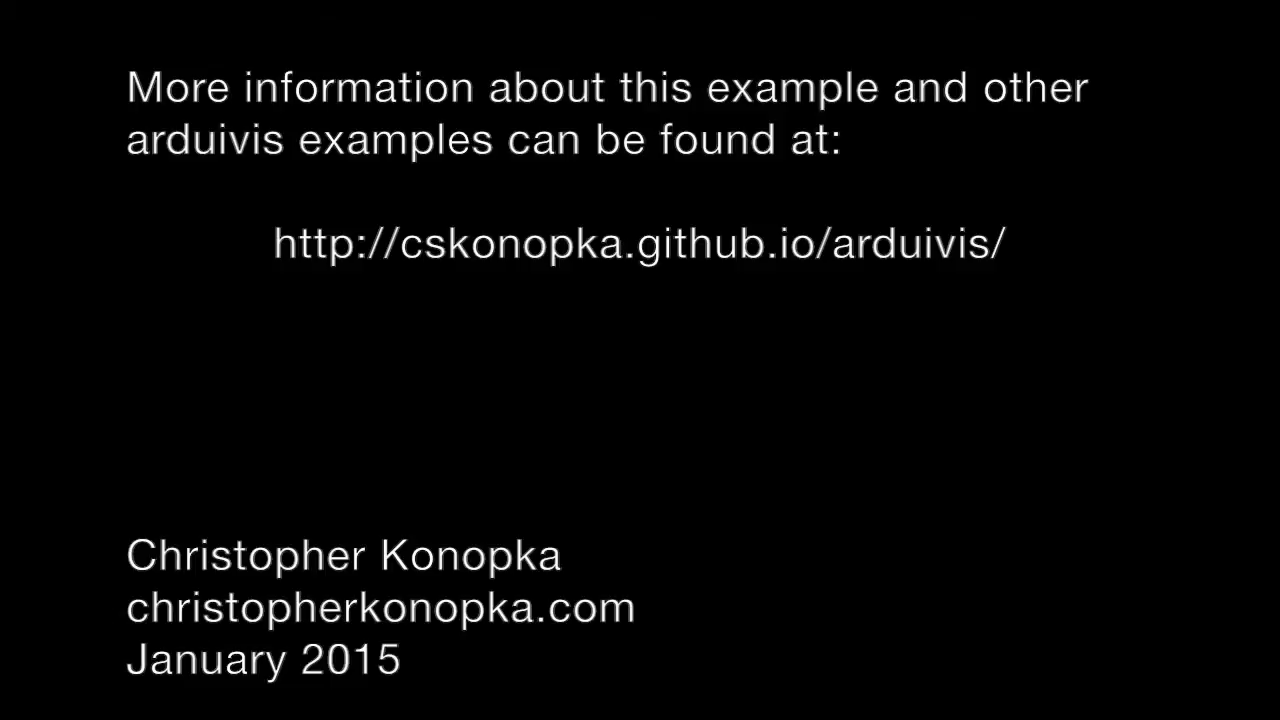 More information about this example and other
arduivis examples can be found at:
http://cskonopka.github.io/arduivis/
Christopher Konopka
christopherkonopka.com
January 2015